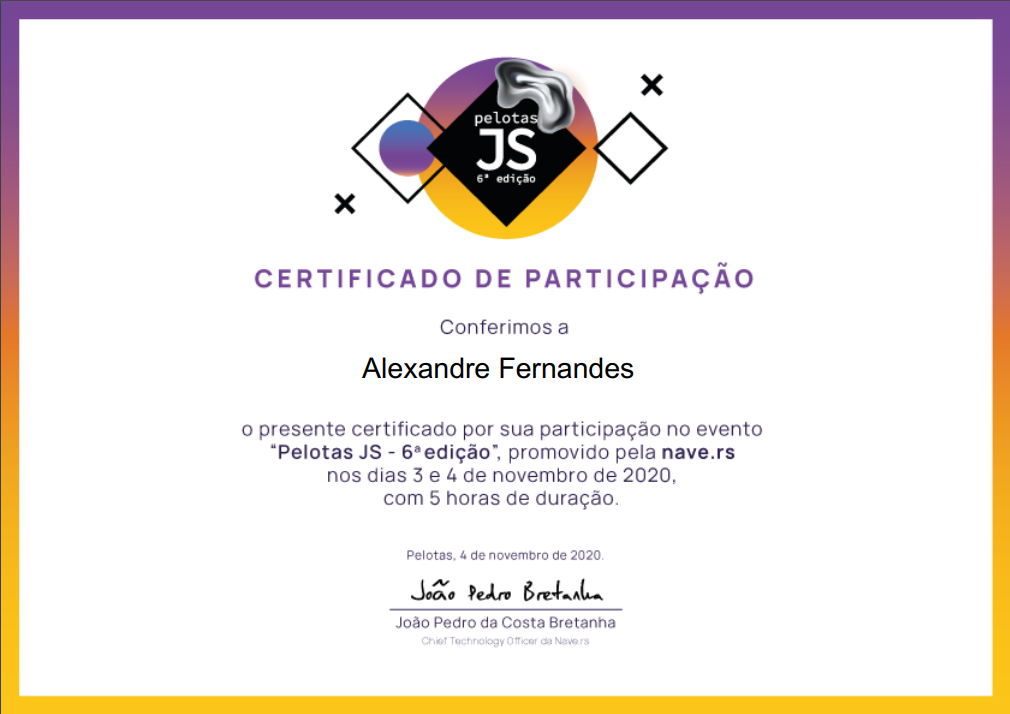 pelotas
JS
6ª edição
CERTIFICADO DE PARTICIPAÇÃO
Conferimos a
Alexandre Fernandes
o presente certificado por sua participação no evento
“Pelotas JS - 6ª edição”, promovido pela nave.rs
nos dias 3 e 4 de novembro de 2020,
com 5 horas de duração.
Pelotas, 4 de novembro de 2020.
João Pedro Bretanha
João Pedro da Costa Bretanha
Chief Technology Officer da Nave.rs